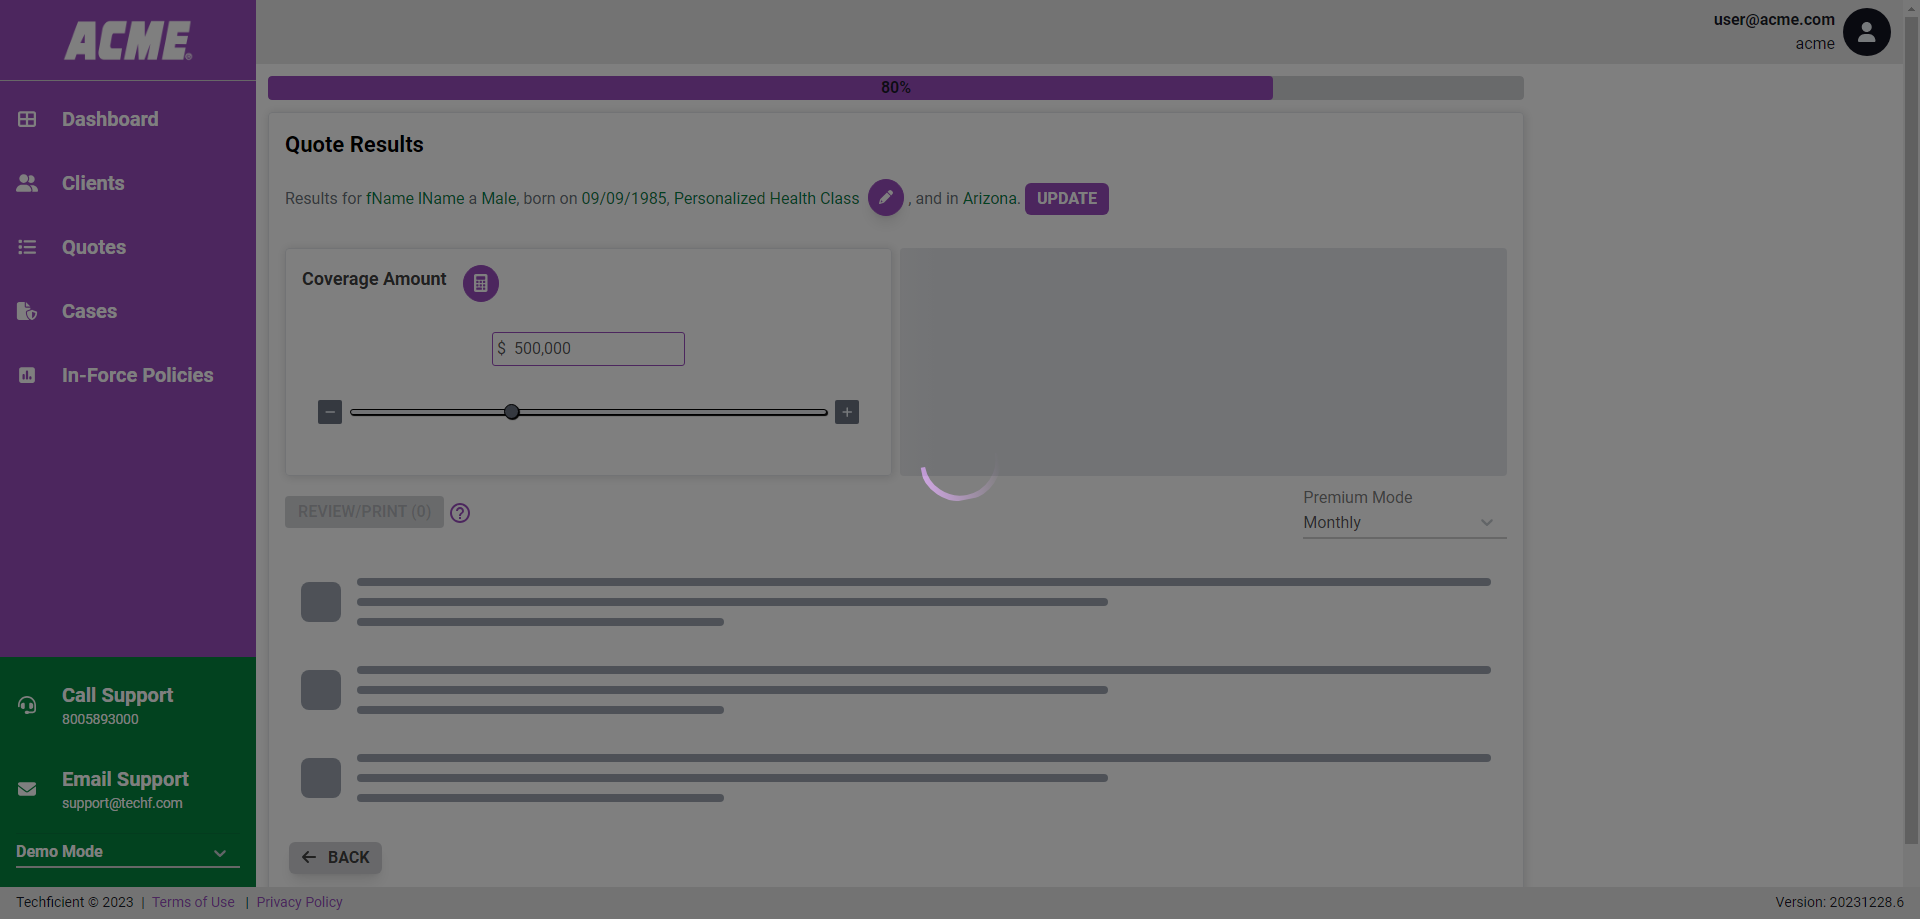 ACME®
user@acme.com
acme
Dashboard
Clients
Quotes
Cases
In-Force Policies
Call Support
8005893000
Email Support
support@techf.com
Demo Mode
80%
Quote Results
Results for fName lName a Male, born on 09/09/1985, Personalized Health Class , and in Arizona. UPDATE
Coverage Amount
$ 500,000
REVIEW/PRINT (0)
Premium Mode
Monthly
BACK
Techficient © 2023 | Terms of Use | Privacy Policy
Version: 20231228.6